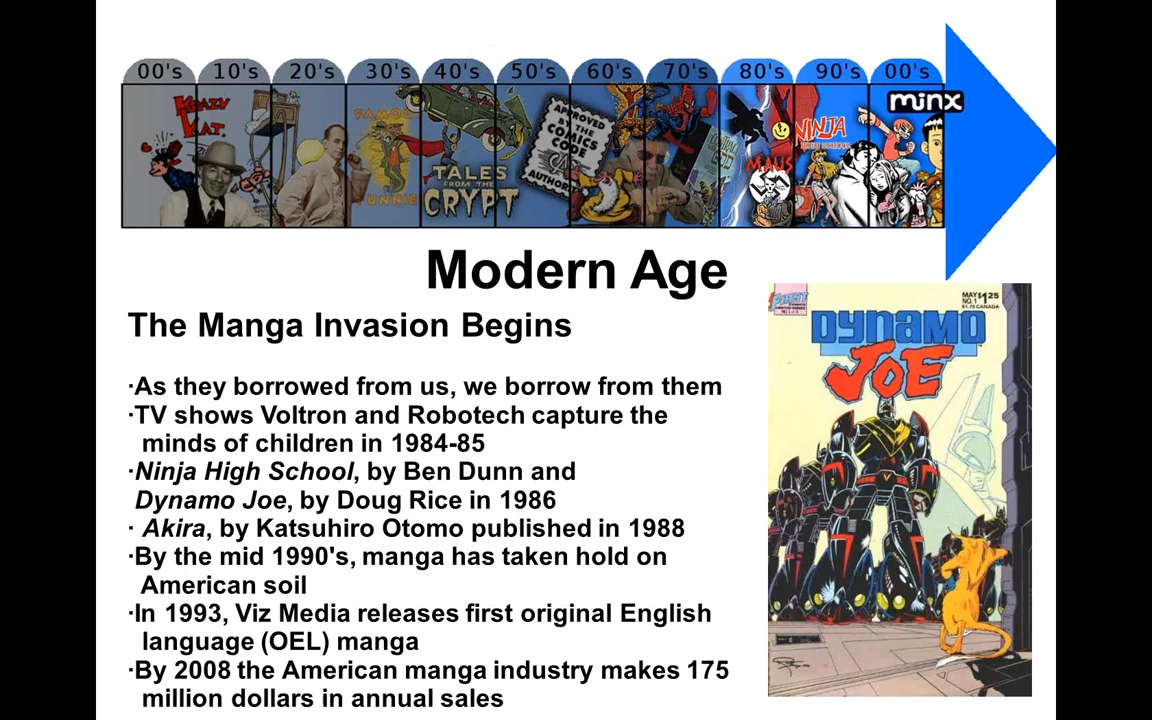 00's 10's 20's 30's 40's 50's 60's 70's 80's 90's 00's
minx
KRAZY
KAT.
APPROVED
BY THE
COMICS
CODE
AUTHORITY
NINJA
MAUS
TALES
FROM THE
CRYPT
Modern Age
The Manga Invasion Begins
MAY $1.25
NO.1
DYNAMO
JOE
·As they borrowed from us, we borrow from them
·TV shows Voltron and Robotech capture the
minds of children in 1984-85
·Ninja High School, by Ben Dunn and
Dynamo Joe, by Doug Rice in 1986
· Akira, by Katsuhiro Otomo published in 1988
·By the mid 1990's, manga has taken hold on
American soil
·In 1993, Viz Media releases first original English
language (OEL) manga
·By 2008 the American manga industry makes 175
million dollars in annual sales